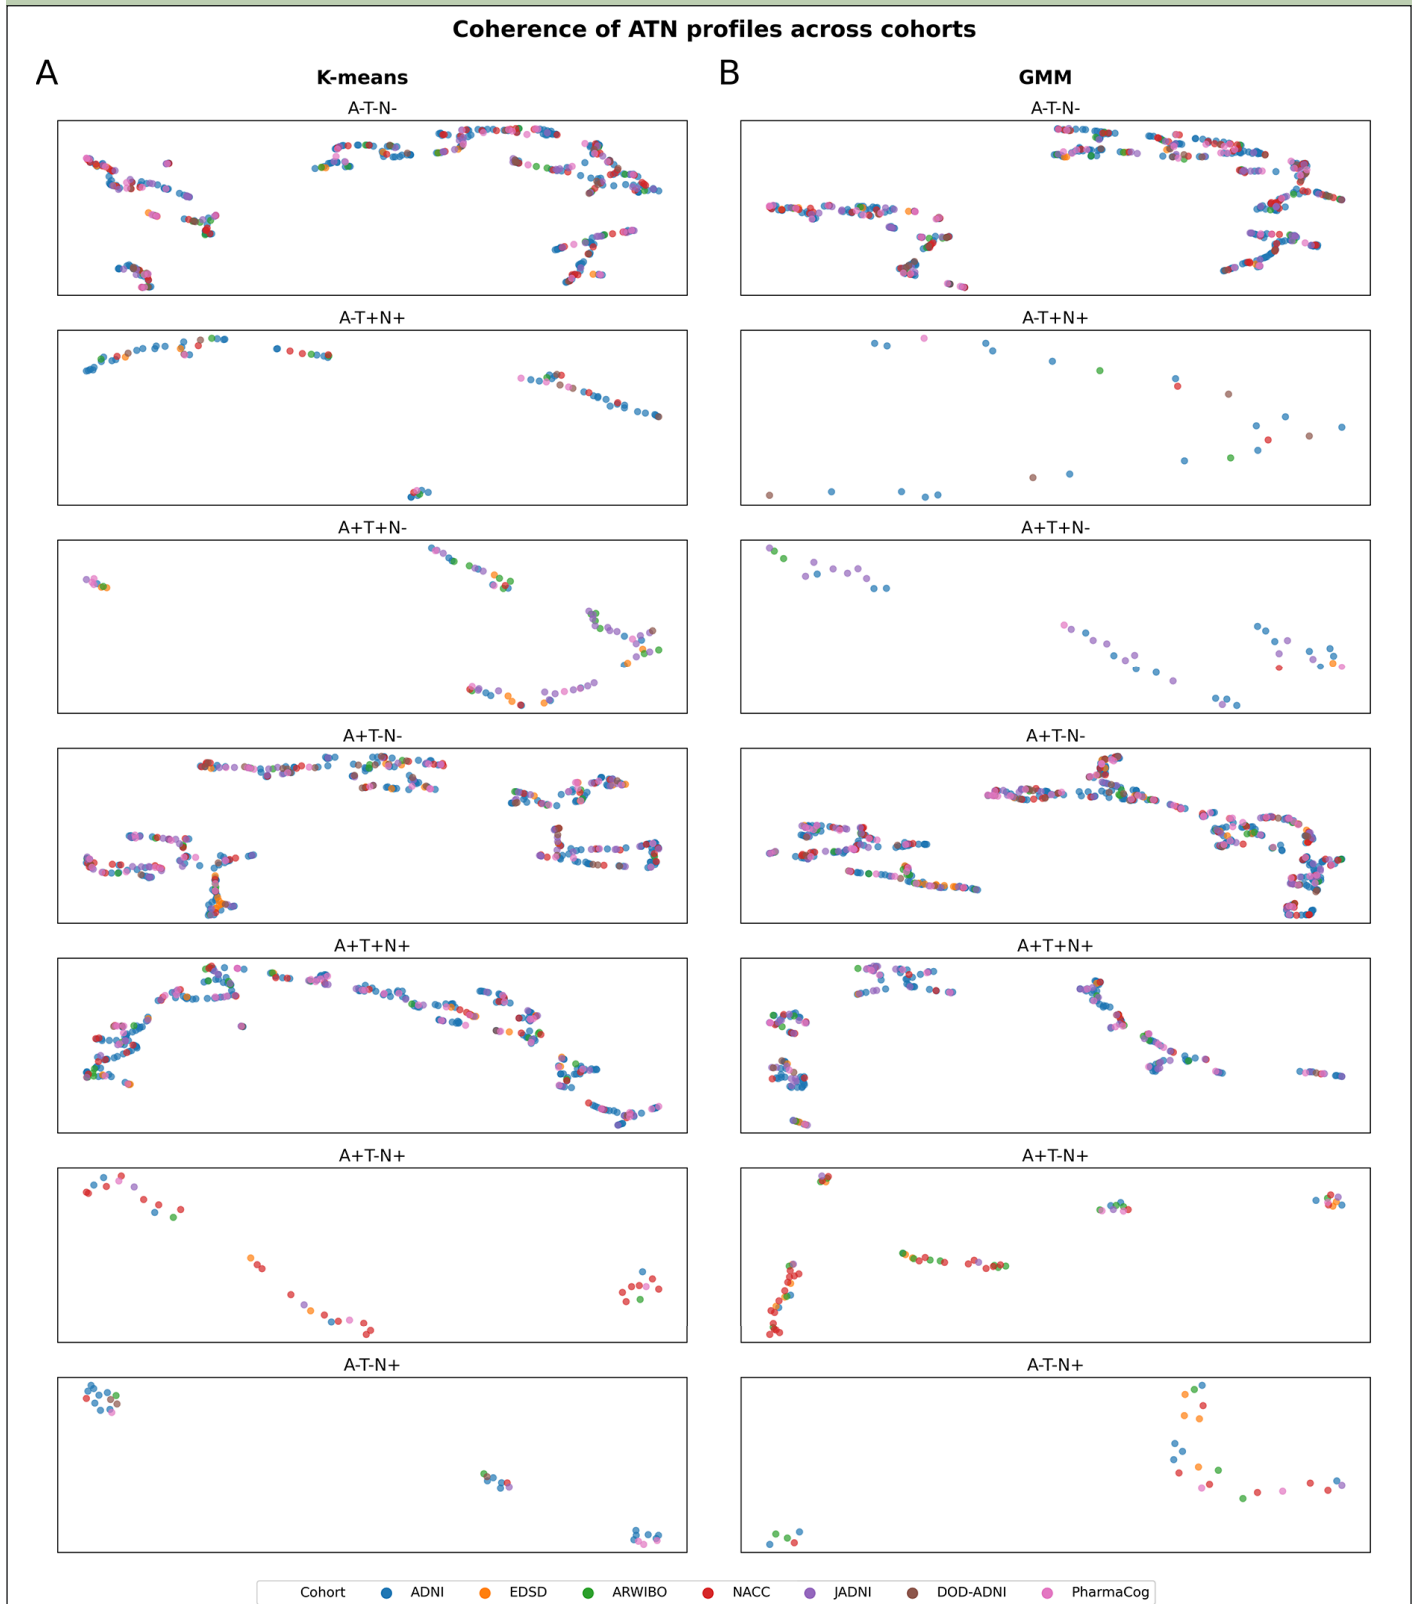 Coherence of ATN profiles across cohorts
A
B
K-means
GMM
A-T-N-
A-T-N-
A-T+N+
A-T+N+
A+T+N-
A+T+N-
A+T-N-
A+T-N-
A+T+N+
A+T+N+
A+T-N+
A+T-N+
A-T-N+
A-T-N+
Cohort ADNI EDSD ARWIBO NACC JADNI DOD-ADNI PharmaCog